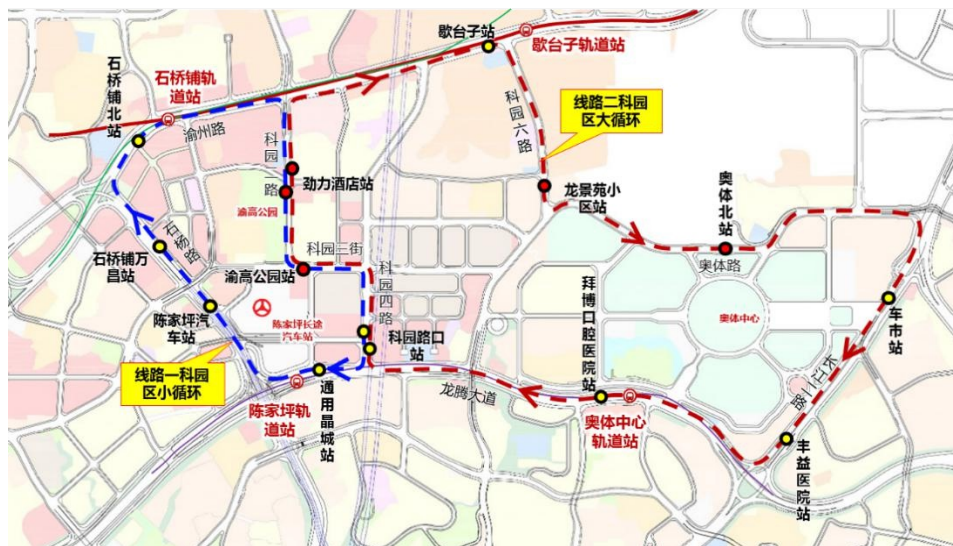 歇台子站
歇台子轨道站
石桥铺北站
石桥铺轨
道站
渝州路
科园一路
科园六路
线路二科园
区大循环
劲力酒店站
渝高公园
龙景苑小
区站
奥体北站
奥体路
石杨路
石桥铺万
昌站
科园三街
渝高公园站
科园四路
陈家坪汽
车站
陈家坪长途
汽车站
科园路口
站
拜博口腔医院站
奥体中心
车市站
长江二路
线路一科园
区小循环
通用晶城站
陈家坪轨
道站
龙腾大道
奥体中心
轨道站
丰益医院站